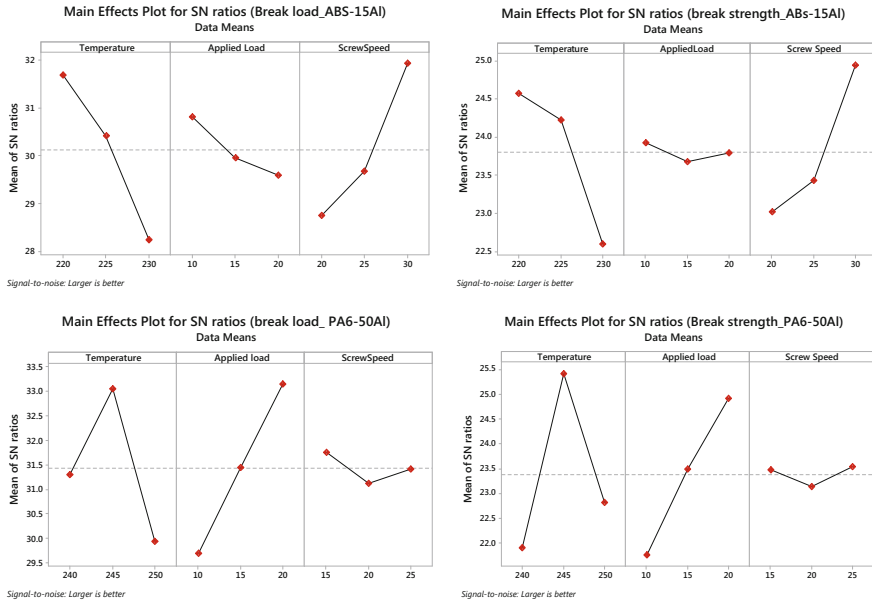 Main Effects Plot for SN ratios (Break load_ABS-15Al)
Data Means
Temperature Applied Load ScrewSpeed
Mean of SN ratios
32
31
30
29
28
220 225 230 10 15 20 20 25 30
Signal-to-noise: Larger is better
Main Effects Plot for SN ratios (break strength_ABs-15Al)
Data Means
Temperature AppliedLoad Screw Speed
Mean of SN ratios
25.0
24.5
24.0
23.5
23.0
22.5
220 225 230 10 15 20 20 25 30
Signal-to-noise: Larger is better
Main Effects Plot for SN ratios (break load_ PA6-50Al)
Data Means
Temperature Applied load ScrewSpeed
Mean of SN ratios
33.5
33.0
32.5
32.0
31.5
31.0
30.5
30.0
29.5
240 245 250 10 15 20 15 20 25
Signal-to-noise: Larger is better
Main Effects Plot for SN ratios (Break strength_PA6-50Al)
Data Means
Temperature Applied load Screw Speed
Mean of SN ratios
25.5
25.0
24.5
24.0
23.5
23.0
22.5
22.0
240 245 250 10 15 20 15 20 25
Signal-to-noise: Larger is better